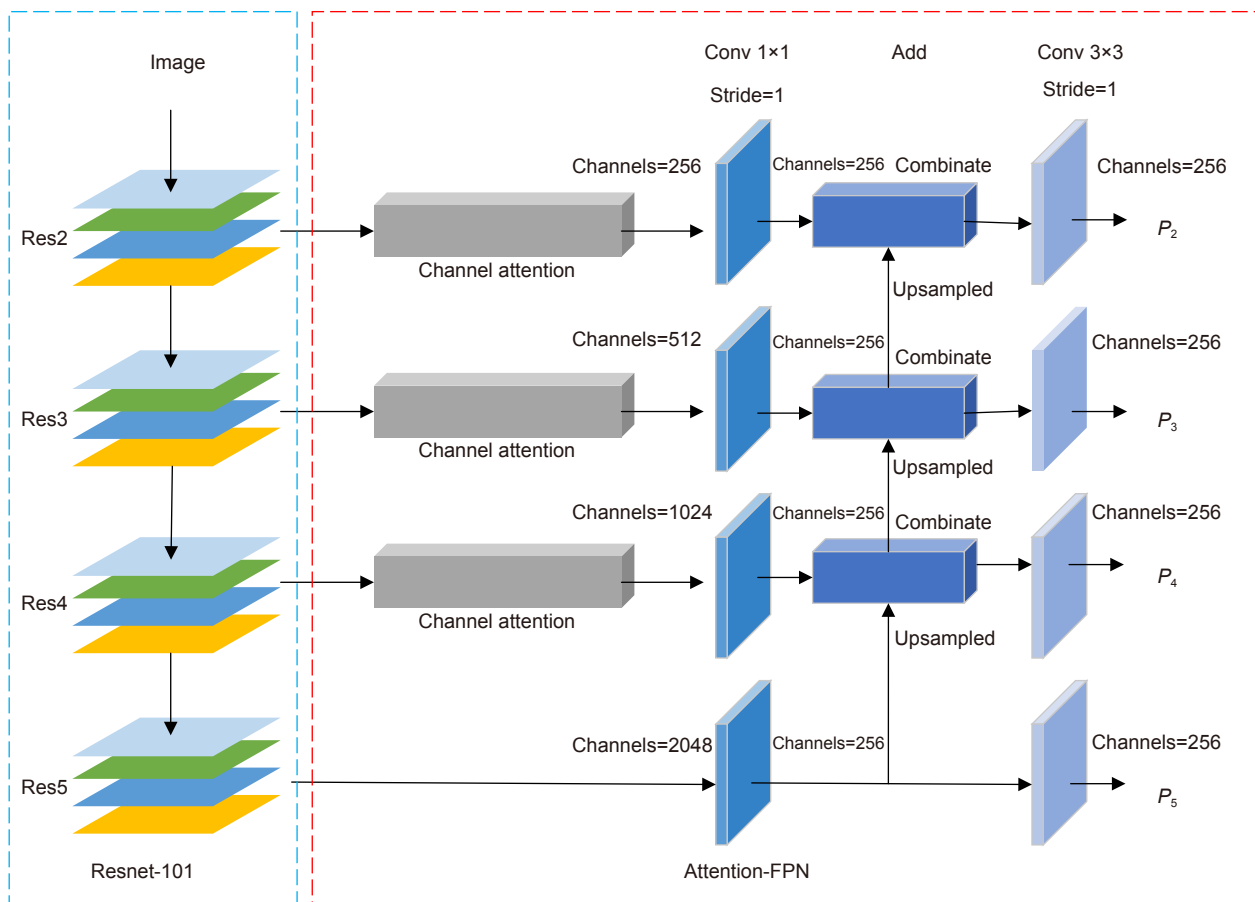 Image
Conv 1×1
Add
Conv 3×3
Stride=1
Stride=1
Channels=256
Channels=256
Combinate
Channels=256
Res2
Channel attention
P2
Upsampled
Channels=512
Channels=256
Combinate
Channels=256
Res3
Channel attention
P3
Upsampled
Channels=1024
Channels=256
Combinate
Channels=256
Res4
Channel attention
P4
Upsampled
Channels=2048
Channels=256
Channels=256
Res5
P5
Resnet-101
Attention-FPN